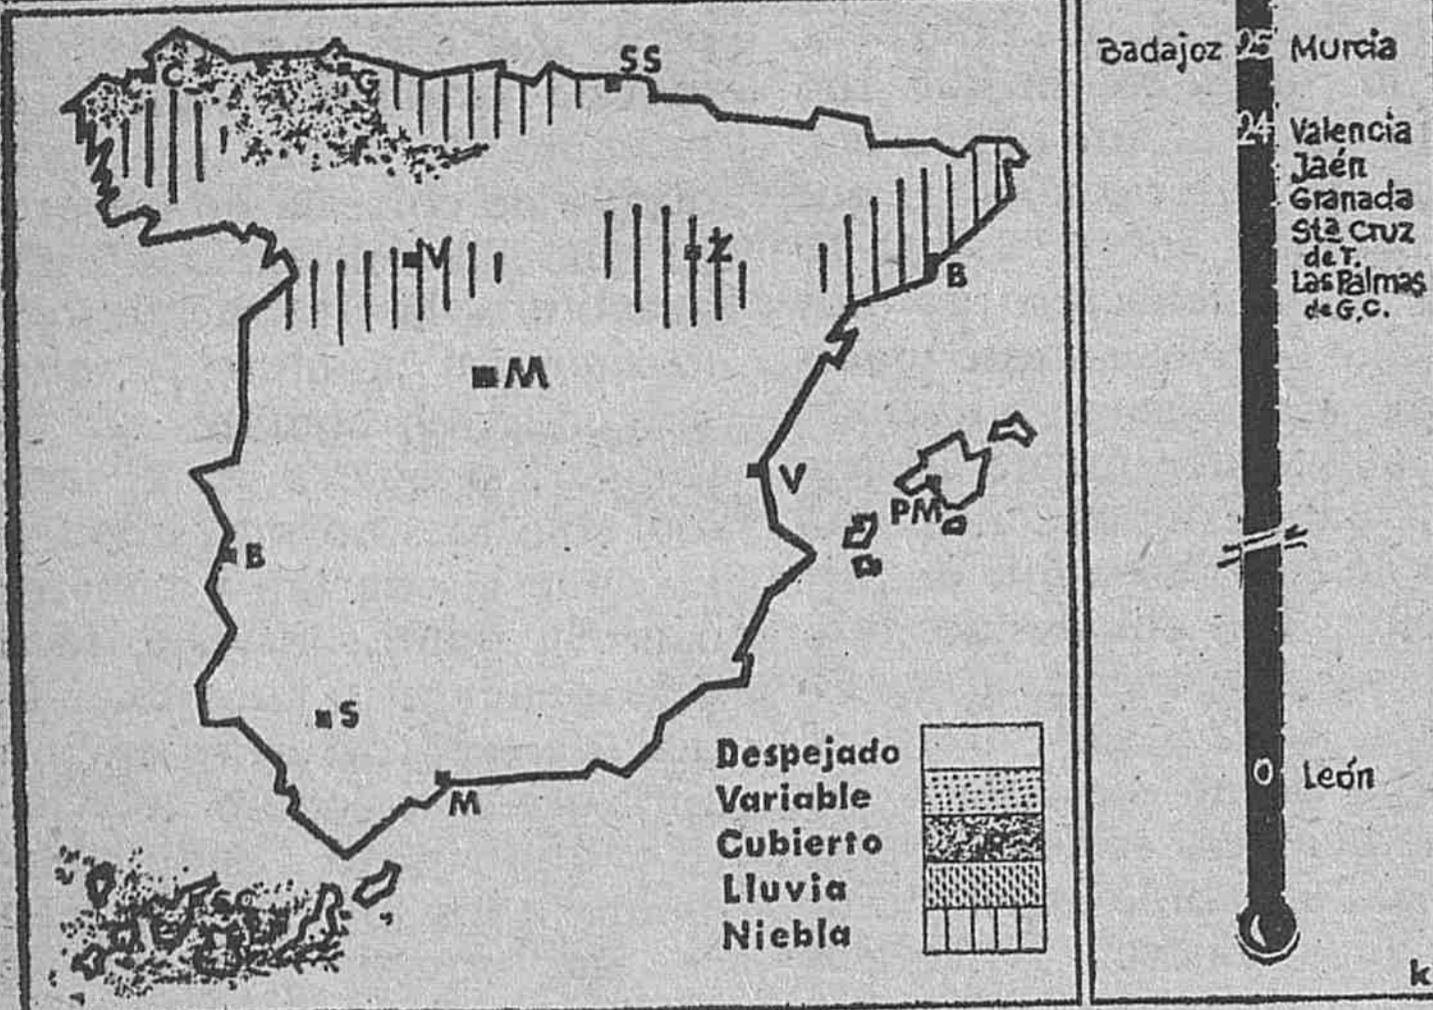 SS
C
G
V
Z
B
M
V
PM
B
S
M
SC
Despejado
Variable
Cubierto
Lluvia
Niebla
Badajoz 25 Murcia
24 Valencia
Jaén
Granada
Stª Cruz
de T.
Las Palmas
de G.C.
0 León
k